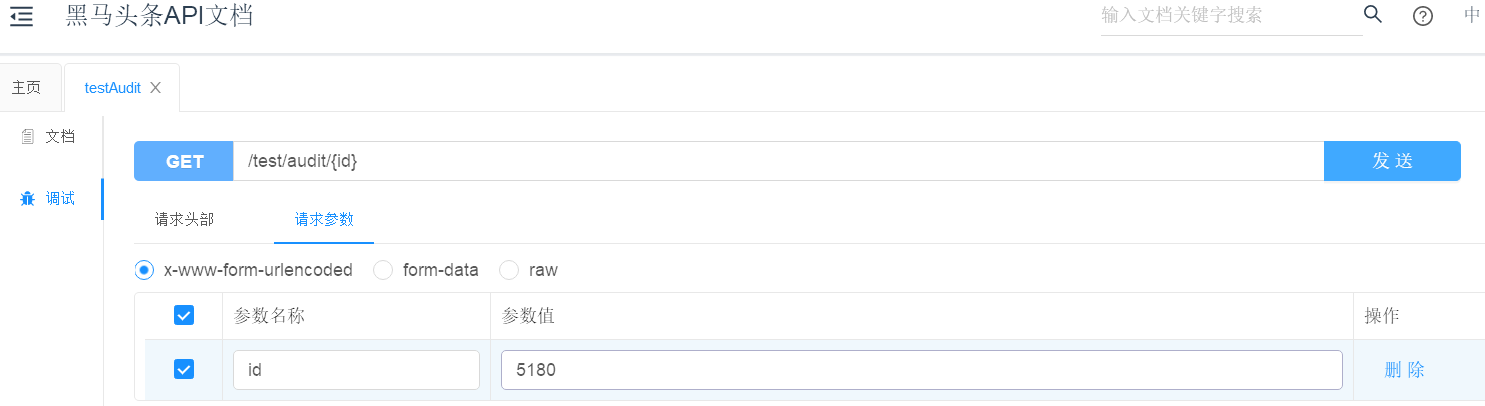 黑马头条API文档
输入文档关键字搜索
中
主页
testAudit
文档
调试
GET /test/audit/{id} 发 送
请求头部 请求参数
x-www-form-urlencoded form-data raw
参数名称 参数值 操作
id 5180 删 除